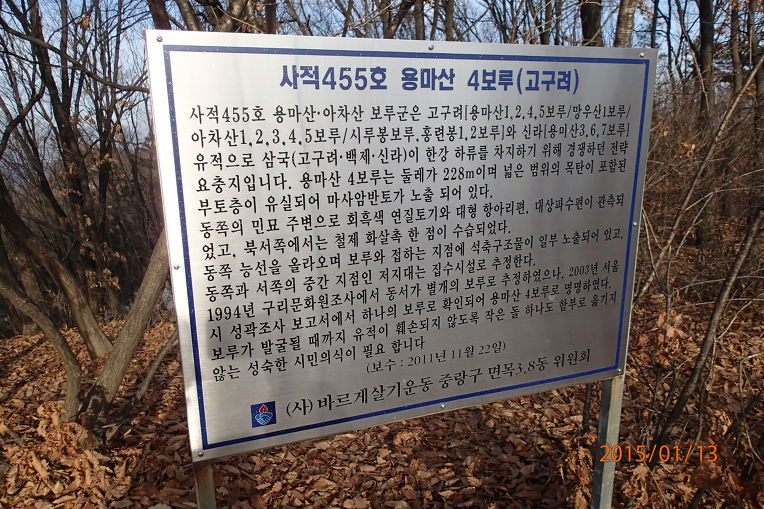 사적455호 용마산 4보루(고구려)
사적455호 용마산·아차산 보루군은 고구려[용마산1,2,4,5보루/망우산1보루/
아차산1,2,3,4,5보루/시루봉보루,홍련봉1,2보루]와 신라[용마산3,6,7보루]
유적으로 삼국(고구려·백제·신라)이 한강 하류를 차지하기 위해 경쟁하던 전략
요충지입니다. 용마산 4보루는 둘레가 228m이며 넓은 범위의 목탄이 포함된
부토층이 유실되어 마사암반토가 노출 되어 있다.
동쪽의 민묘 주변으로 회흑색 연질토기와 대형 항아리편, 대상파수편이 관측되
었고, 북서쪽에서는 철제 화살촉 한 점이 수습되었다.
동쪽 능선을 올라오며 보루와 접하는 지점에 석축구조물이 일부 노출되어 있고,
동쪽과 서쪽의 중간 지점인 저지대는 집수시설로 추정한다.
1994년 구리문화원조사에서 동서가 별개의 보루로 추정하였으나, 2003년 서울
시 성곽조사 보고서에서 하나의 보루로 확인되어 용마산 4보루로 명명하였다.
보루가 발굴될 때까지 유적이 훼손되지 않도록 작은 돌 하나도 함부로 옮기지
않는 성숙한 시민의식이 필요 합니다
(보수 : 2011년 11월 22일)
(사) 바르게살기운동 중랑구 면목3,8동 위원회
2015/01/13